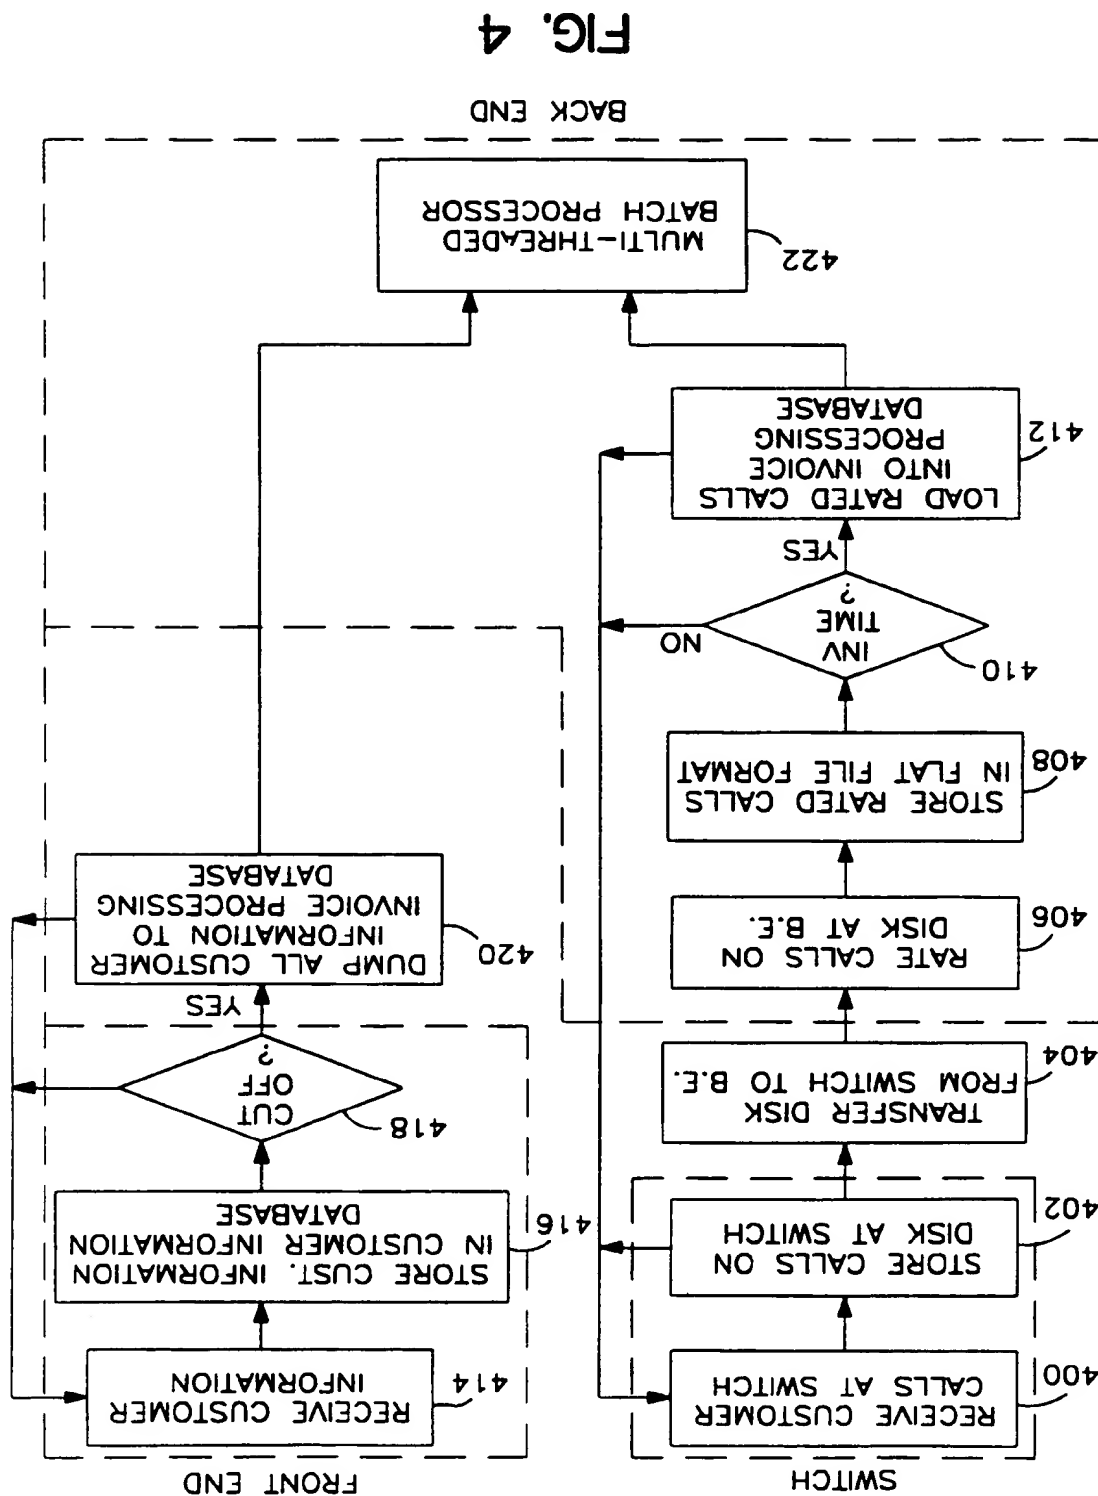 SWITCH
RECEIVE CUSTOMER
CALLS AT SWITCH
400
STORE CALLS ON
DISK AT SWITCH
402
TRANSFER DISK
FROM SWITCH TO B.E.
404
RATE CALLS ON
DISK AT B.E.
406
STORE RATED CALLS
IN FLAT FILE FORMAT
408
INV
TIME
?
410
NO
YES
LOAD RATED CALLS
INTO INVOICE
PROCESSING
DATABASE
412
FRONT END
RECEIVE CUSTOMER
INFORMATION
414
STORE CUST. INFORMATION
IN CUSTOMER INFORMATION
DATABASE
416
CUT
OFF
?
418
YES
DUMP ALL CUSTOMER
INFORMATION TO
INVOICE PROCESSING
DATABASE
420
MULTI-THREADED
BATCH PROCESSOR
422
BACK END
FIG. 4